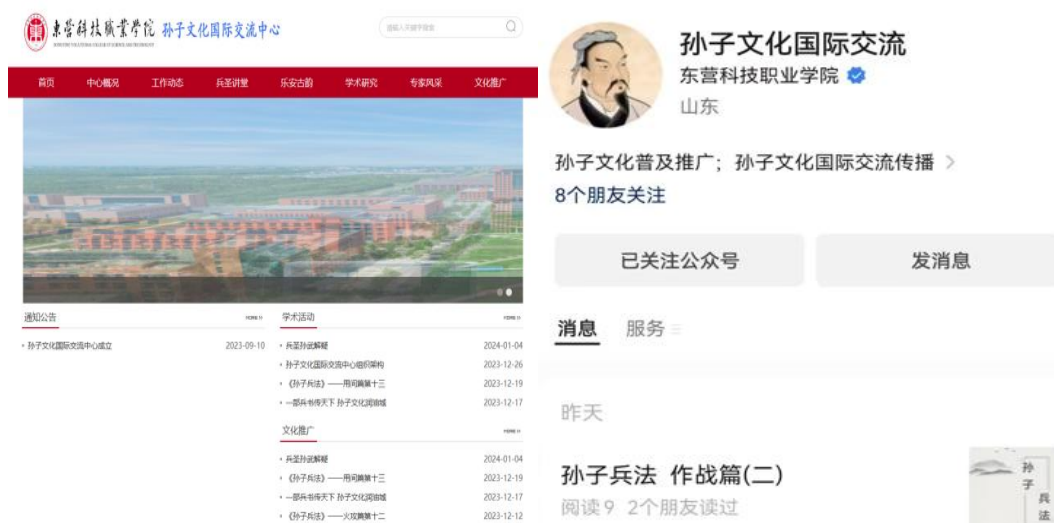 東营科技职業学院 孙子文化国际交流中心
请输入关键字搜索
首页 中心概况 工作动态 兵圣讲堂 乐安古韵 学术研究 专家风采 文化推广
通知公告
孙子文化国际交流中心成立 2023-09-10
学术活动
兵圣孙武解疑 2024-01-04
孙子文化国际交流中心组织架构 2023-12-26
《孙子兵法》——用间篇第十三 2023-12-19
一部兵书传天下 孙子文化润油城 2023-12-17
文化推广
兵圣孙武解疑 2024-01-04
《孙子兵法》——用间篇第十三 2023-12-19
一部兵书传天下 孙子文化润油城 2023-12-17
《孙子兵法》——火攻篇第十二 2023-12-12
孙子文化国际交流
东营科技职业学院
山东
孙子文化普及推广；孙子文化国际交流传播
8个朋友关注
已关注公众号 发消息
消息 服务
昨天
孙子兵法 作战篇(二)
阅读 9 2个朋友读过
孙子
兵法